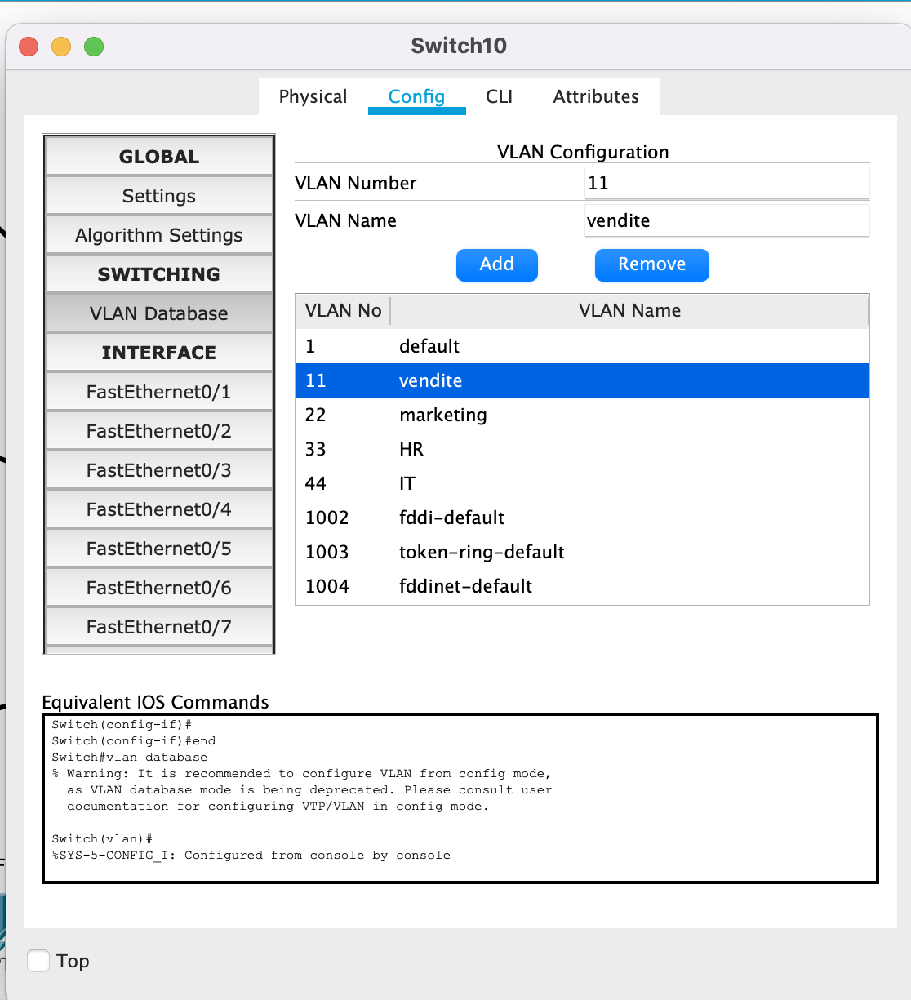 Switch10
Physical Config CLI Attributes
GLOBAL
Settings
Algorithm Settings
SWITCHING
VLAN Database
INTERFACE
FastEthernet0/1
FastEthernet0/2
FastEthernet0/3
FastEthernet0/4
FastEthernet0/5
FastEthernet0/6
FastEthernet0/7
VLAN Configuration
VLAN Number 11
VLAN Name vendite
Add Remove
VLAN No VLAN Name
1 default
11 vendite
22 marketing
33 HR
44 IT
1002 fddi-default
1003 token-ring-default
1004 fddinet-default
Equivalent IOS Commands
Switch(config-if)#
Switch(config-if)#end
Switch#vlan database
% Warning: It is recommended to configure VLAN from config mode,
as VLAN database mode is being deprecated. Please consult user
documentation for configuring VTP/VLAN in config mode.
Switch(vlan)#
%SYS-5-CONFIG_I: Configured from console by console
Top